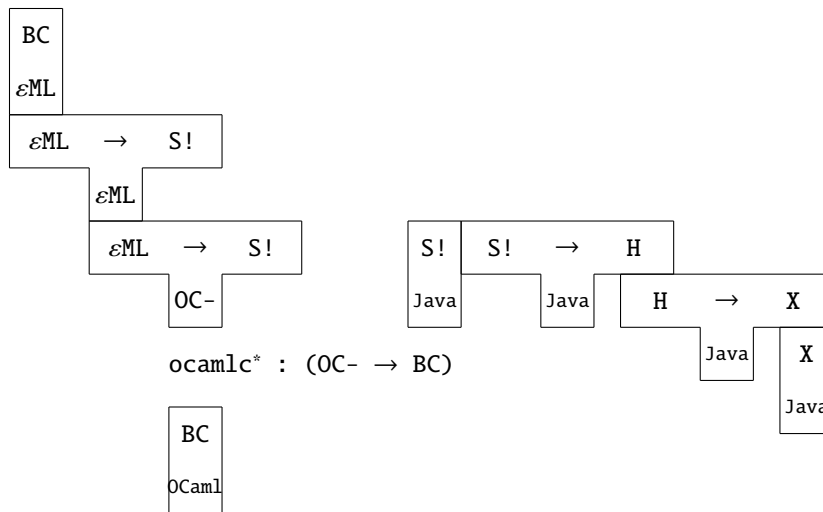 BC
εML
εML → S!
εML
εML → S!
S!
S! → H
OC-
Java
Java
H → X
Java
X
ocamlc* : (OC- → BC)
Java
BC
OCaml